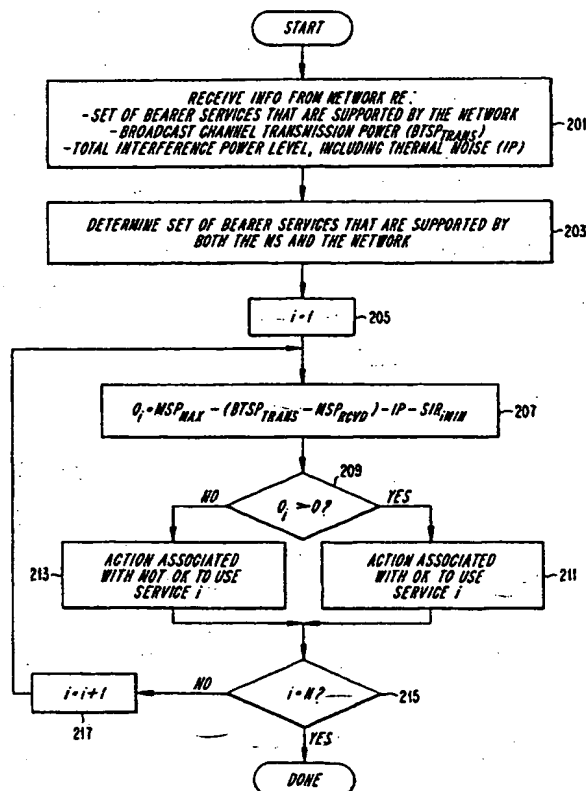 START
RECEIVE INFO FROM NETWORK RE:
-SET OF BEARER SERVICES THAT ARE SUPPORTED BY THE NETWORK
-BROADCAST CHANNEL TRANSMISSION POWER (BTSP_TRANS)
-TOTAL INTERFERENCE POWER LEVEL, INCLUDING THERMAL NOISE (IP)
201
DETERMINE SET OF BEARER SERVICES THAT ARE SUPPORTED BY
BOTH THE MS AND THE NETWORK
203
i=1
205
O_i=MSP_MAX-(BTSP_TRANS-MSP_RCVD)-IP-SIR_iMIN
207
209
O_i>0?
NO
YES
213
ACTION ASSOCIATED
WITH NOT OK TO USE
SERVICE i
ACTION ASSOCIATED
WITH OK TO USE
SERVICE i
211
i=i+1
217
NO
i=N?
215
YES
DONE